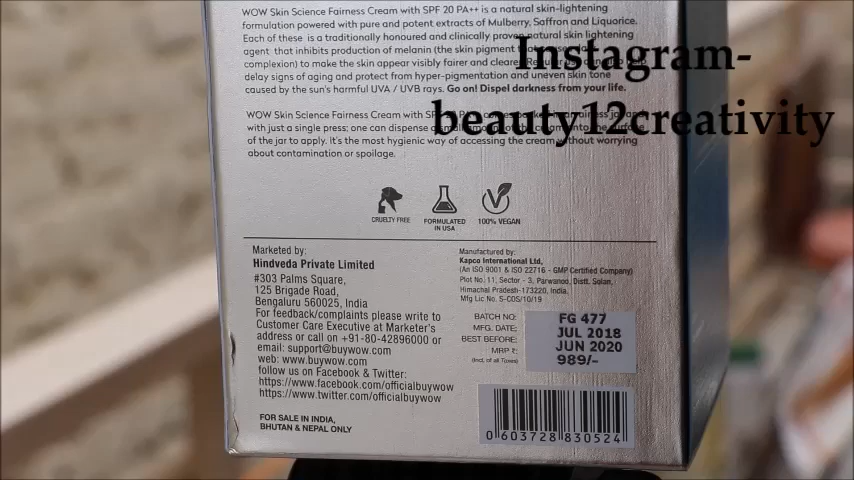 WOW Skin Science Fairness Cream with SPF 20 PA++ is a natural skin-lightening
formulation powered with pure and potent extracts of Mulberry, Saffron and Liquorice.
Each of these is a traditionally honoured and clinically proven natural skin lightening
agent that inhibits production of melanin (the skin pigment
complexion) to make the skin appear visibly fairer and clearer. Regular
delay signs of aging and protect from hyper-pigmentation and uneven skin tone
caused by the sun's harmful UVA / UVB rays. Go on! Dispel darkness from your life.
Instagram-
beauty12creativity
WOW Skin Science Fairness Cream with
with just a single press; one can dispense a small
of the jar to apply. It's the most hygienic way of accessing the cream without worrying
about contamination or spoilage.
CRUELTY FREE
FORMULATED
IN USA
100% VEGAN
Marketed by:
Hindveda Private Limited
#303 Palms Square,
125 Brigade Road,
Bengaluru 560025, India
For feedback/complaints please write to
Customer Care Executive at Marketer's
address or call on +91-80-42896000 or
email: support@buywow.com
web: www.buywow.com
follow us on Facebook & Twitter:
https://www.facebook.com/officialbuywow
https://www.twitter.com/officialbuywow
FOR SALE IN INDIA,
BHUTAN & NEPAL ONLY
Manufactured by:
Kapco International Ltd,
(An ISO 9001 & ISO 22716 - GMP Certified Company)
Plot No. 11, Sector - 3, Parwanoo, Distt. Solan,
Himachal Pradesh-173220, India.
Mfg Lic No. S-COS/10/19
BATCH NO: FG 477
MFG. DATE: JUL 2018
BEST BEFORE: JUN 2020
MRP ₹: 989/-
(Incl. of all Taxes)
0 603728 830524